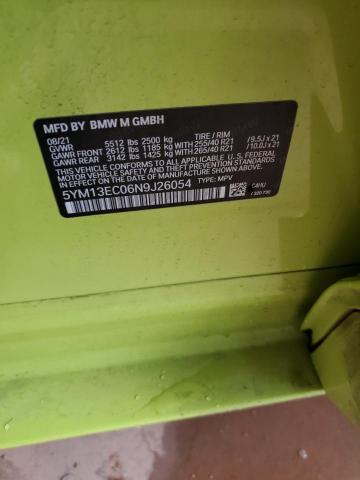 MFD BY BMW M GMBH
08/21 TIRE / RIM
GVWR 5512 lbs 2500 kg
GAWR FRONT 2612 lbs 1185 kg WITH 255/40 R21 /9.5J x 21
GAWR REAR 3142 lbs 1425 kg WITH 265/40 R21 /10.0J x 21
THIS VEHICLE CONFORMS TO ALL APPLICABLE U.S. FEDERAL
MOTOR VEHICLE SAFETY STANDARDS IN EFFECT ON THE
DATE OF MANUFACTURE SHOWN ABOVE.
5YM13EC06N9J26054 TYPE: MPV